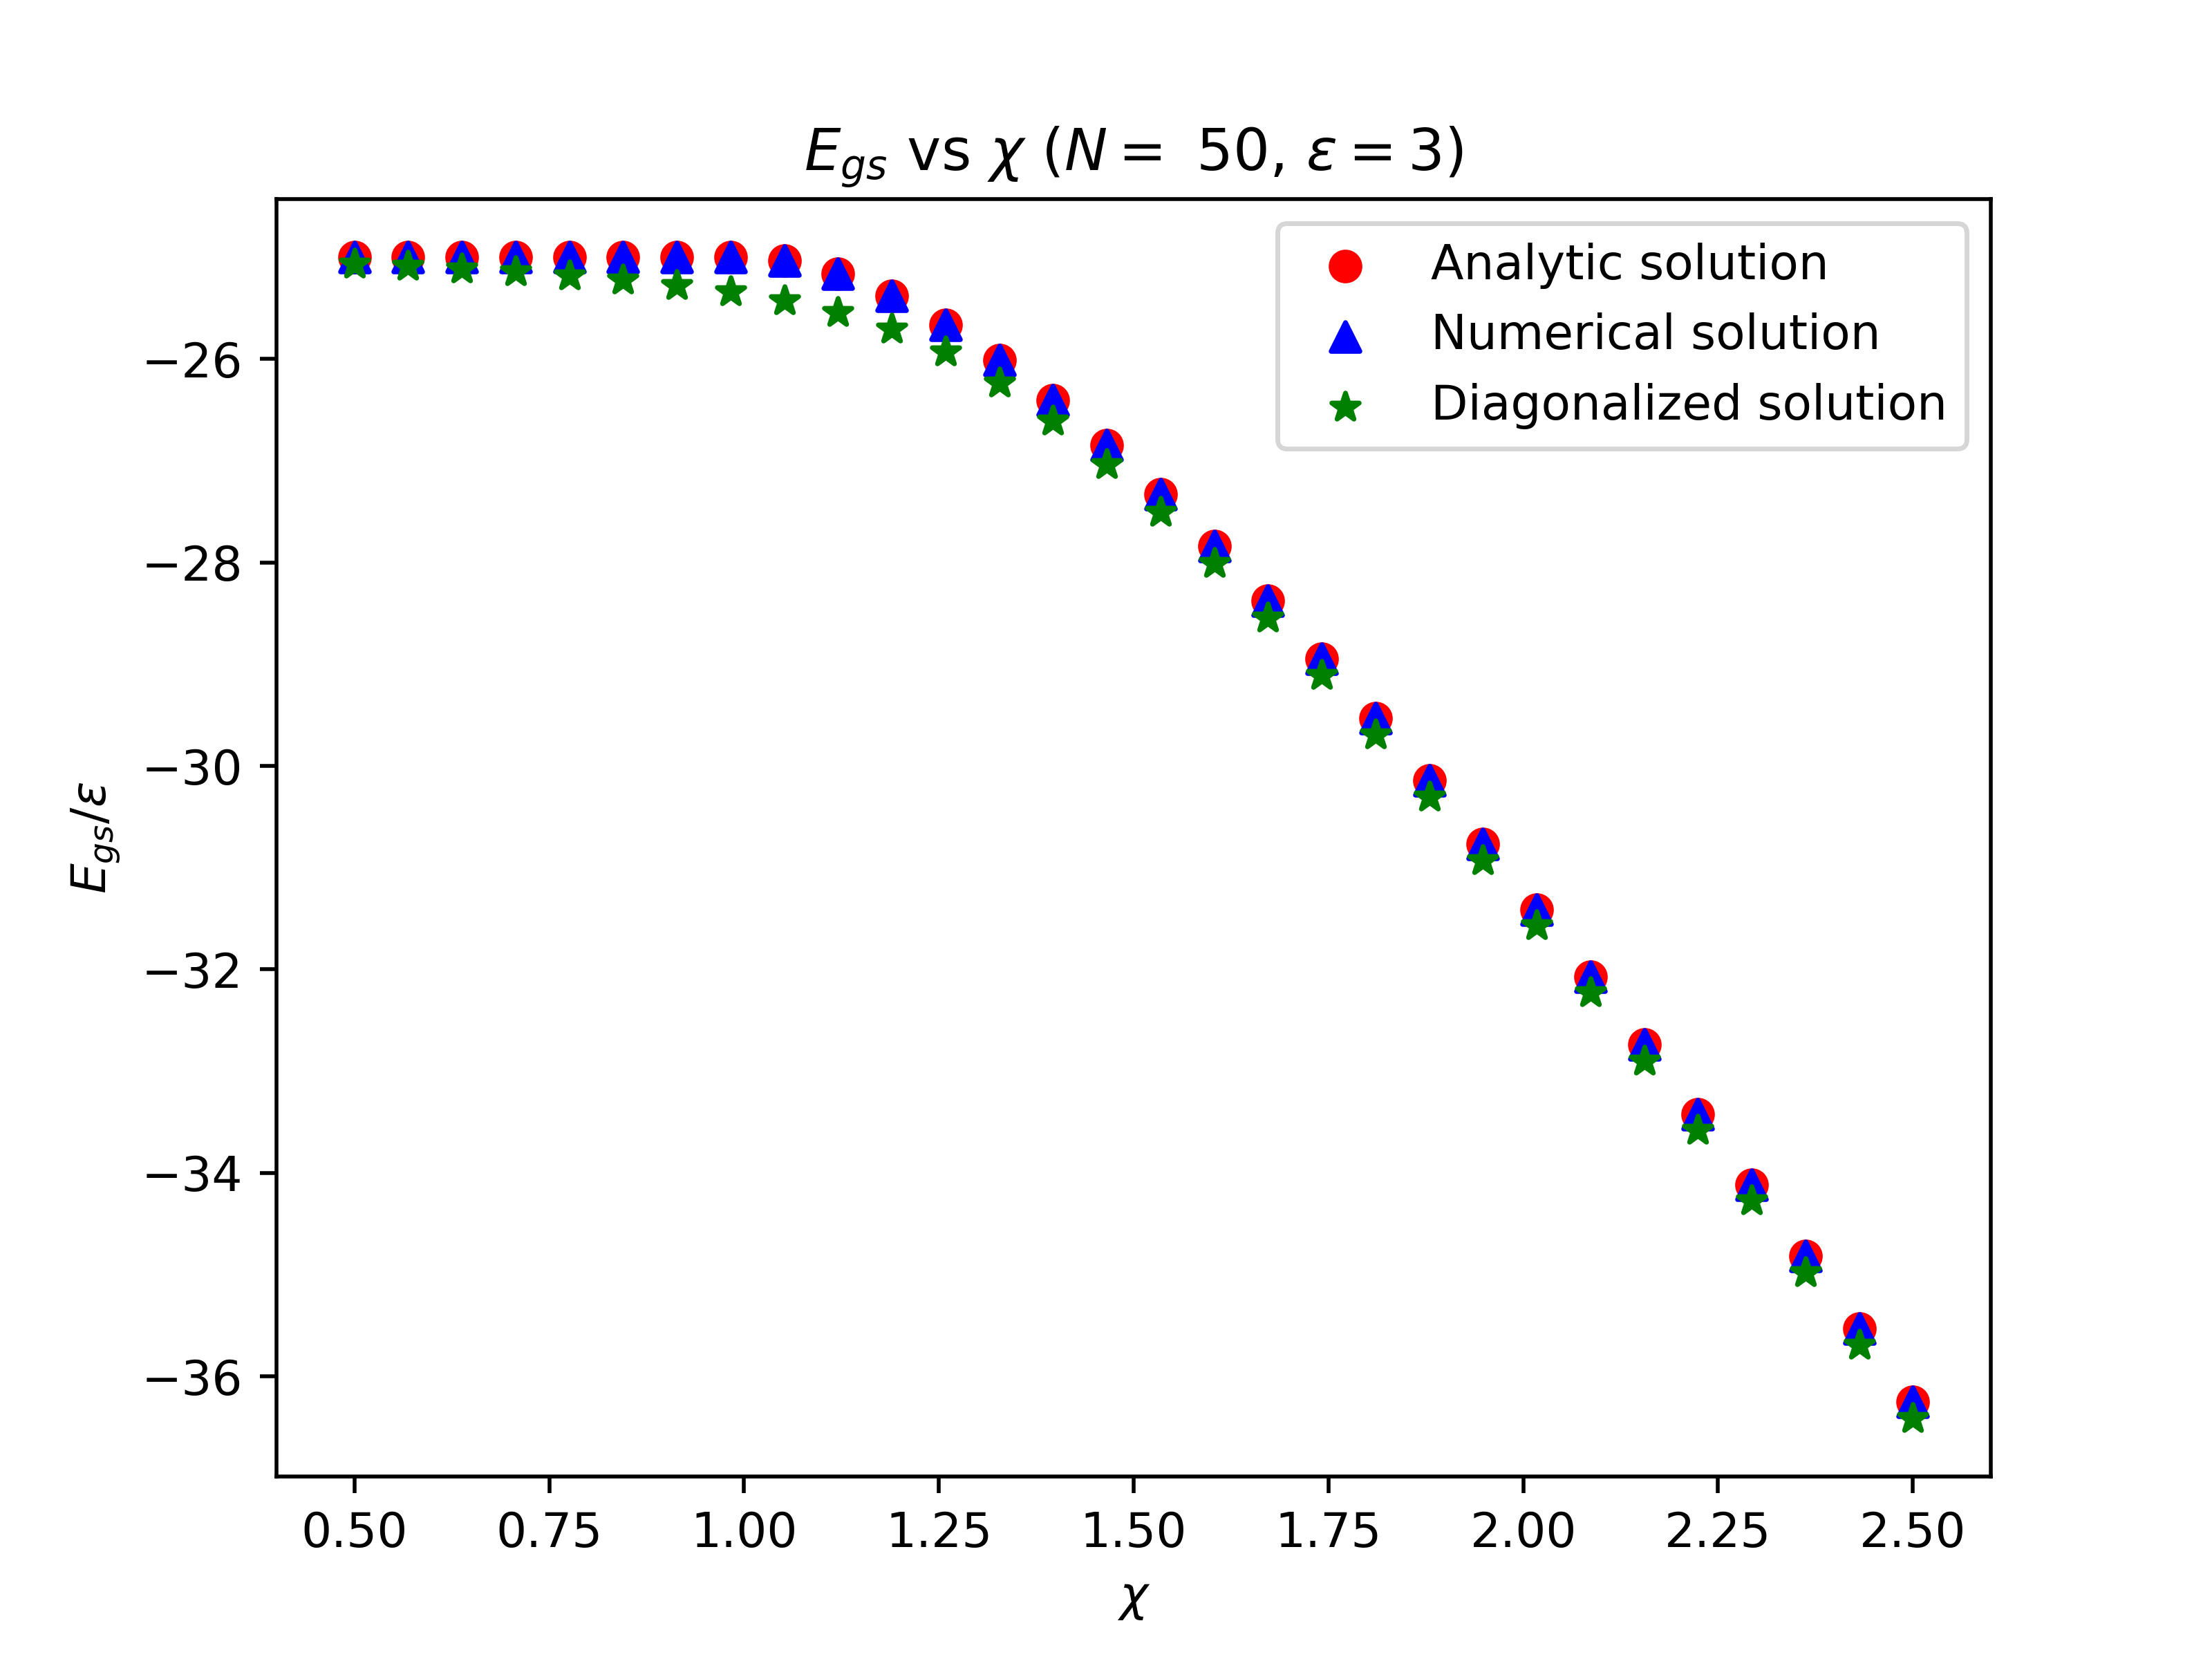 E_gs vs χ (N = 50, ε = 3)
Analytic solution
Numerical solution
Diagonalized solution
−26
−28
−30
−32
−34
−36
E_gs/ε
0.50 0.75 1.00 1.25 1.50 1.75 2.00 2.25 2.50
χ